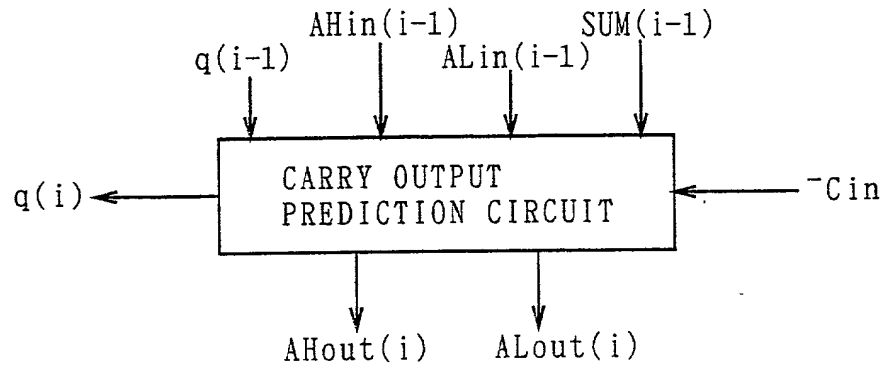 AHin(i-1) SUM(i-1)
q(i-1) ALin(i-1)
CARRY OUTPUT
PREDICTION CIRCUIT
q(i) ¯Cin
AHout(i) ALout(i)